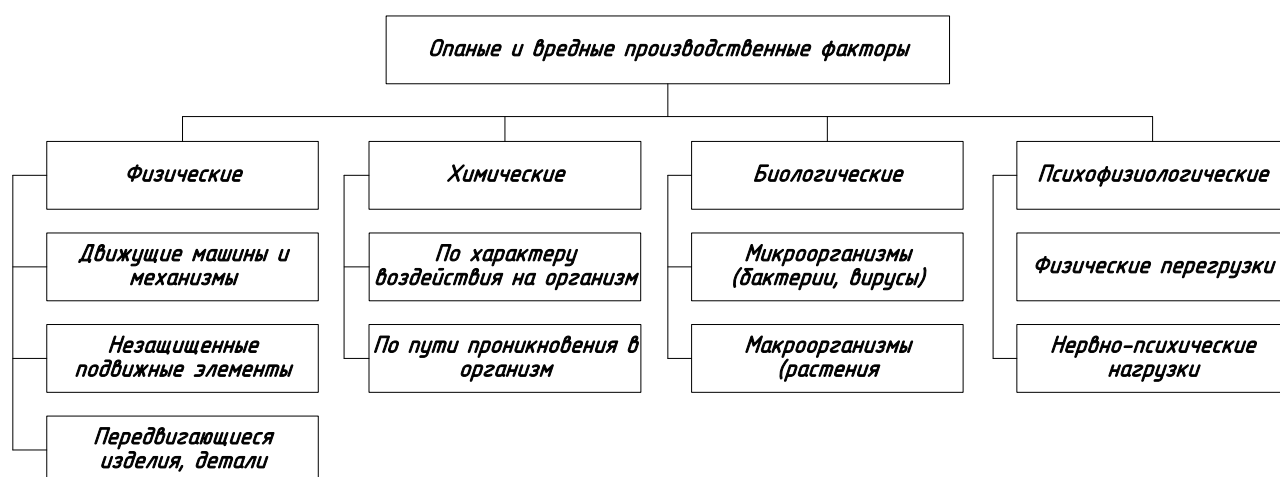 Опаные и вредные производственные факторы
Физические
Движущие машины и
механизмы
Незащищенные
подвижные элементы
Передвигающиеся
изделия, детали
Химические
По характеру
воздействия на организм
По пути проникновения в
организм
Биологические
Микроорганизмы
(бактерии, вирусы)
Макроорганизмы
(растения
Психофизиологические
Физические перегрузки
Нервно-психические
нагрузки